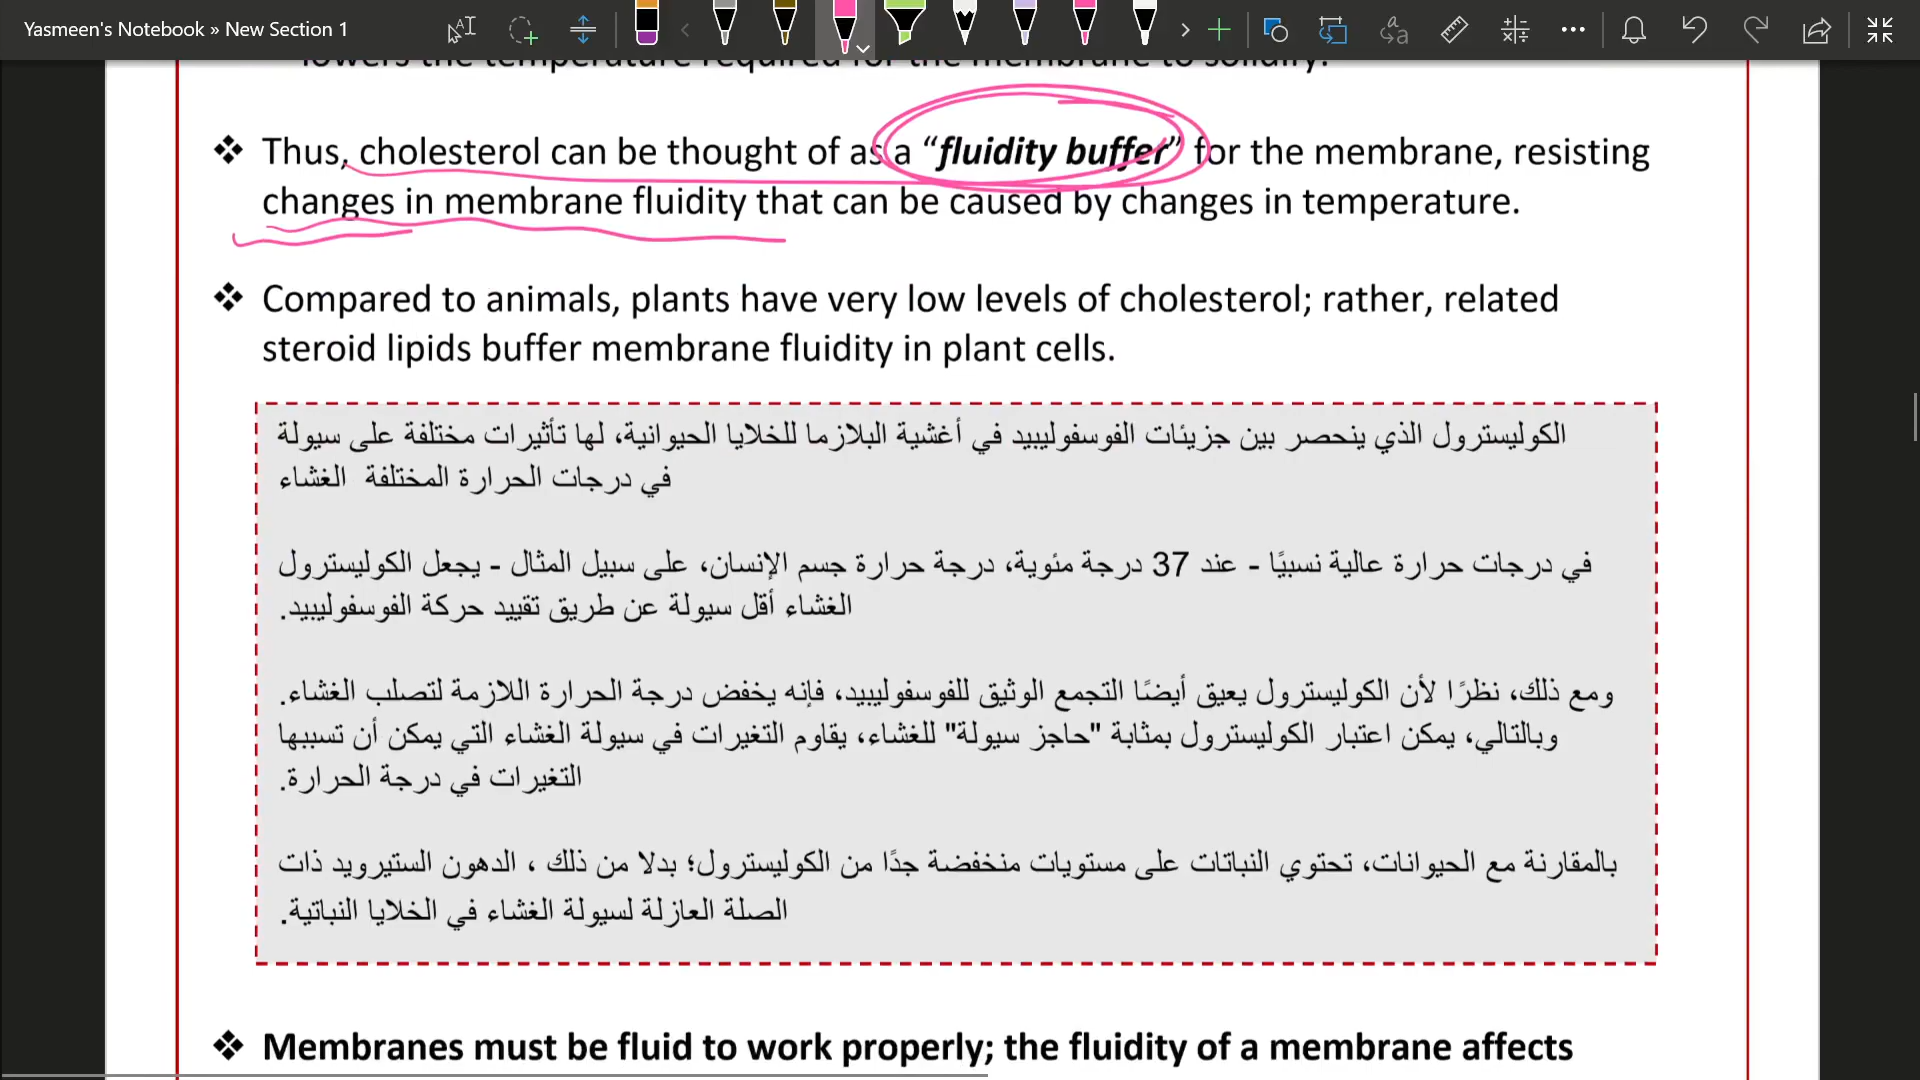 Yasmeen's Notebook » New Section 1
lowers the temperature required for the membrane to solidify.
❖ Thus, cholesterol can be thought of as a “fluidity buffer” for the membrane, resisting
changes in membrane fluidity that can be caused by changes in temperature.
❖ Compared to animals, plants have very low levels of cholesterol; rather, related
steroid lipids buffer membrane fluidity in plant cells.
الكوليسترول الذي ينحصر بين جزيئات الفوسفوليبيد في أغشية البلازما للخلايا الحيوانية، لها تأثيرات مختلفة على سيولة
في درجات الحرارة المختلفة الغشاء
في درجات حرارة عالية نسبيًا - عند 37 درجة مئوية، درجة حرارة جسم الإنسان، على سبيل المثال - يجعل الكوليسترول
الغشاء أقل سيولة عن طريق تقييد حركة الفوسفوليبيد.
ومع ذلك، نظرًا لأن الكوليسترول يعيق أيضًا التجمع الوثيق للفوسفوليبيد، فإنه يخفض درجة الحرارة اللازمة لتصلب الغشاء.
وبالتالي، يمكن اعتبار الكوليسترول بمثابة "حاجز سيولة" للغشاء، يقاوم التغيرات في سيولة الغشاء التي يمكن أن تسببها
التغيرات في درجة الحرارة.
بالمقارنة مع الحيوانات، تحتوي النباتات على مستويات منخفضة جدًا من الكوليسترول؛ بدلا من ذلك ، الدهون الستيرويد ذات
الصلة العازلة لسيولة الغشاء في الخلايا النباتية.
❖ Membranes must be fluid to work properly; the fluidity of a membrane affects